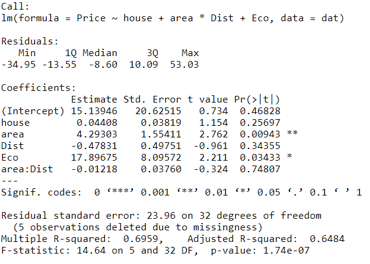 Call:
lm(formula = Price ~ house + area * Dist + Eco, data = dat)
Residuals:
Min 1Q Median 3Q Max
-34.95 -13.55 -8.60 10.09 53.03
Coefficients:
Estimate Std. Error t value Pr(>|t|)
(Intercept) 15.13946 20.62515 0.734 0.46828
house 0.04408 0.03819 1.154 0.25697
area 4.29303 1.55411 2.762 0.00943 **
Dist -0.47831 0.49751 -0.961 0.34355
Eco 17.89675 8.09572 2.211 0.03433 *
area:Dist -0.01218 0.03760 -0.324 0.74807
---
Signif. codes: 0 ‘***’ 0.001 ‘**’ 0.01 ‘*’ 0.05 ‘.’ 0.1 ‘ ’ 1
Residual standard error: 23.96 on 32 degrees of freedom
(5 observations deleted due to missingness)
Multiple R-squared: 0.6959, Adjusted R-squared: 0.6484
F-statistic: 14.64 on 5 and 32 DF, p-value: 1.74e-07